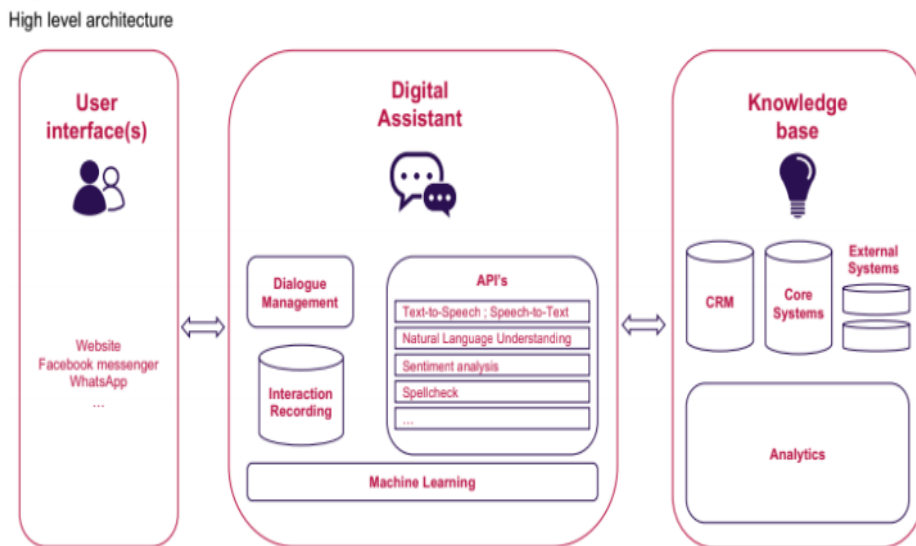 High level architecture
User
interface(s)
Website
Facebook messenger
WhatsApp
...
Digital
Assistant
Dialogue
Management
Interaction
Recording
API's
Text-to-Speech ; Speech-to-Text
Natural Language Understanding
Sentiment analysis
Spellcheck
...
Machine Learning
Knowledge
base
CRM
Core
Systems
External
Systems
Analytics